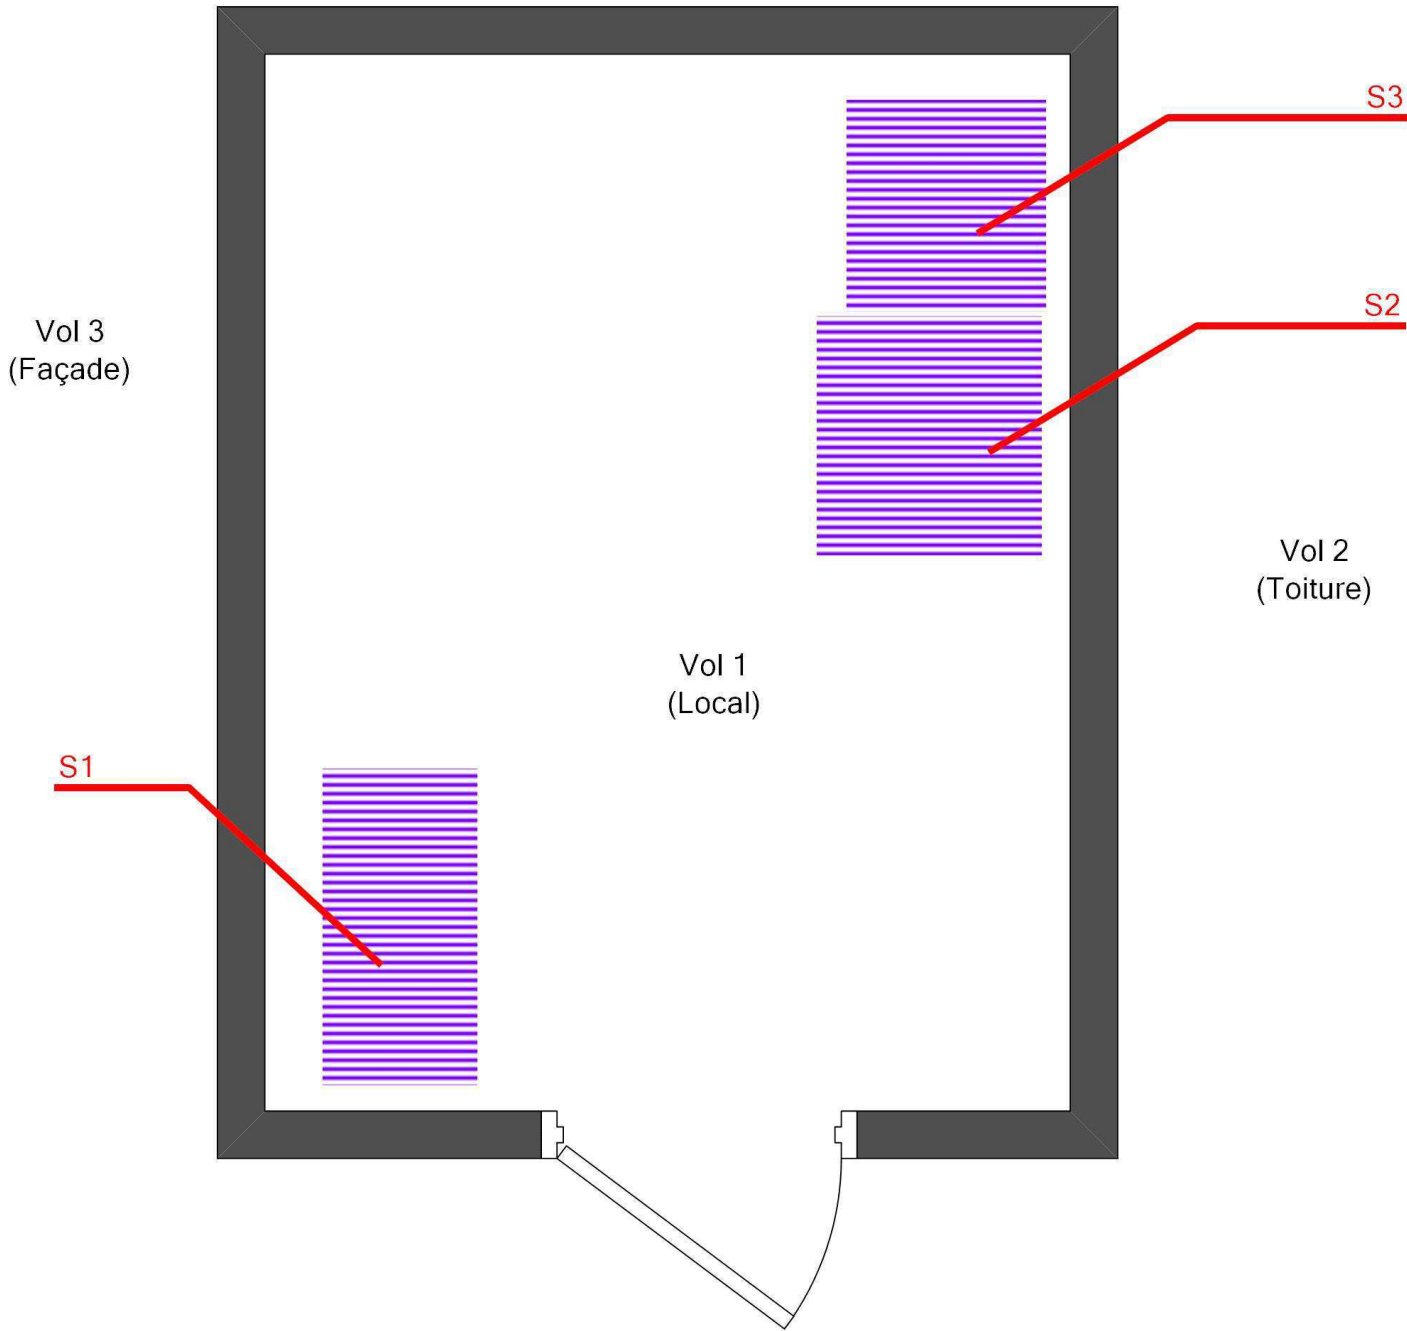 S3
S2
Vol 3
(Façade)
Vol 2
(Toiture)
Vol 1
(Local)
S1